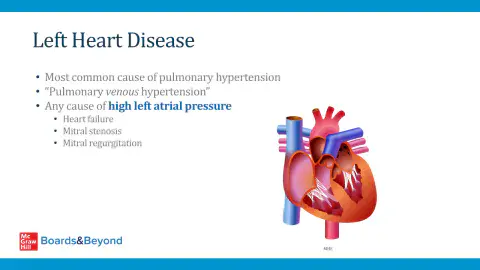 Left Heart Disease
• Most common cause of pulmonary hypertension
• “Pulmonary venous hypertension”
• Any cause of high left atrial pressure
• Heart failure
• Mitral stenosis
• Mitral regurgitation
Mc
Graw
Hill
Boards&Beyond